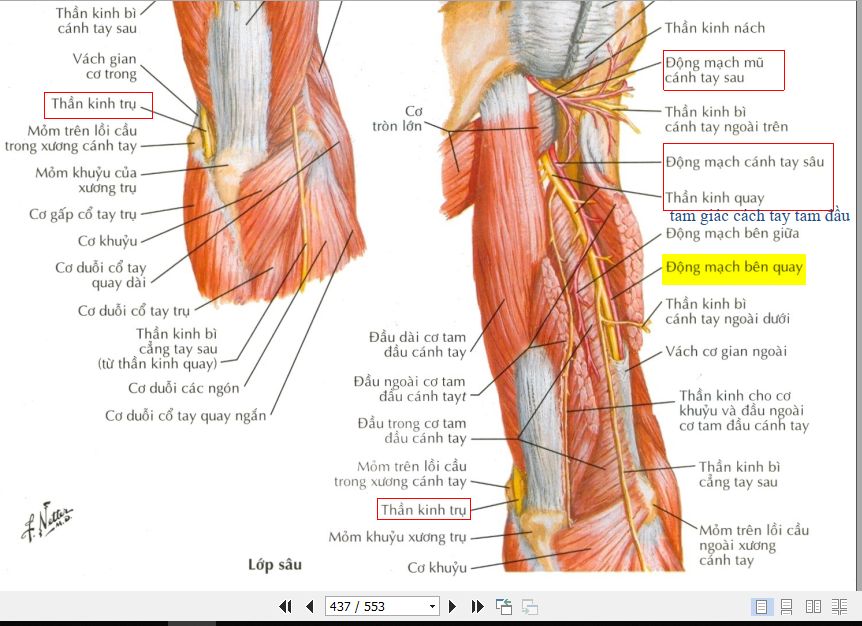 Thần kinh bì
cánh tay sau
Vách gian
cơ trong
Thần kinh trụ
Mỏm trên lồi cầu
trong xương cánh tay
Mỏm khuỷu của
xương trụ
Cơ gấp cổ tay trụ
Cơ khuỷu
Cơ duỗi cổ tay
quay dài
Cơ duỗi cổ tay trụ
Thần kinh bì
cẳng tay sau
(từ thần kinh quay)
Cơ duỗi các ngón
Cơ duỗi cổ tay quay ngắn
Cơ
tròn lớn
Thần kinh nách
Động mạch mũ
cánh tay sau
Thần kinh bì
cánh tay ngoài trên
Động mạch cánh tay sâu
Thần kinh quay
tam giác cách tay tam đầu
Động mạch bên giữa
Động mạch bên quay
Thần kinh bì
cánh tay ngoài dưới
Vách cơ gian ngoài
Thần kinh cho cơ
khuỷu và đầu ngoài
cơ tam đầu cánh tay
Thần kinh bì
cẳng tay sau
Mỏm trên lồi cầu
ngoài xương
cánh tay
Đầu dài cơ tam
đầu cánh tay
Đầu ngoài cơ tam
đầu cánh tayt
Đầu trong cơ tam
đầu cánh tay
Mỏm trên lồi cầu
trong xương cánh tay
Thần kinh trụ
Mỏm khuỷu xương trụ
Cơ khuỷu
Lớp sâu
F. Netter
M.D.
437 / 553